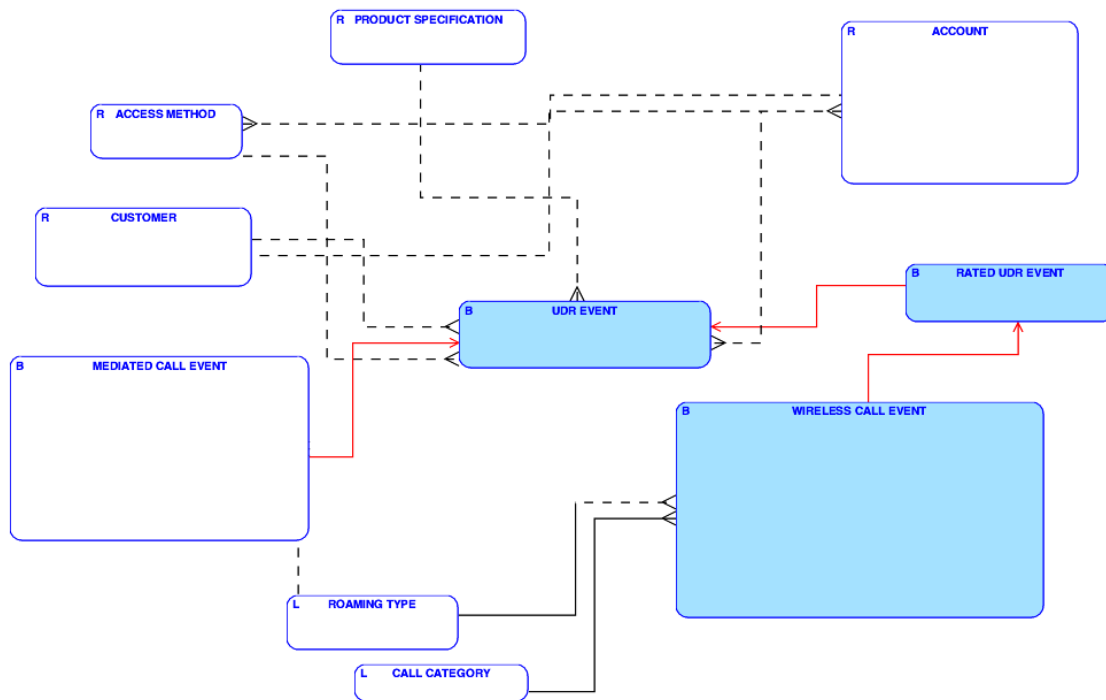 R PRODUCT SPECIFICATION
R ACCOUNT
R ACCESS METHOD
R CUSTOMER
B RATED UDR EVENT
B UDR EVENT
B MEDIATED CALL EVENT
B WIRELESS CALL EVENT
L ROAMING TYPE
L CALL CATEGORY